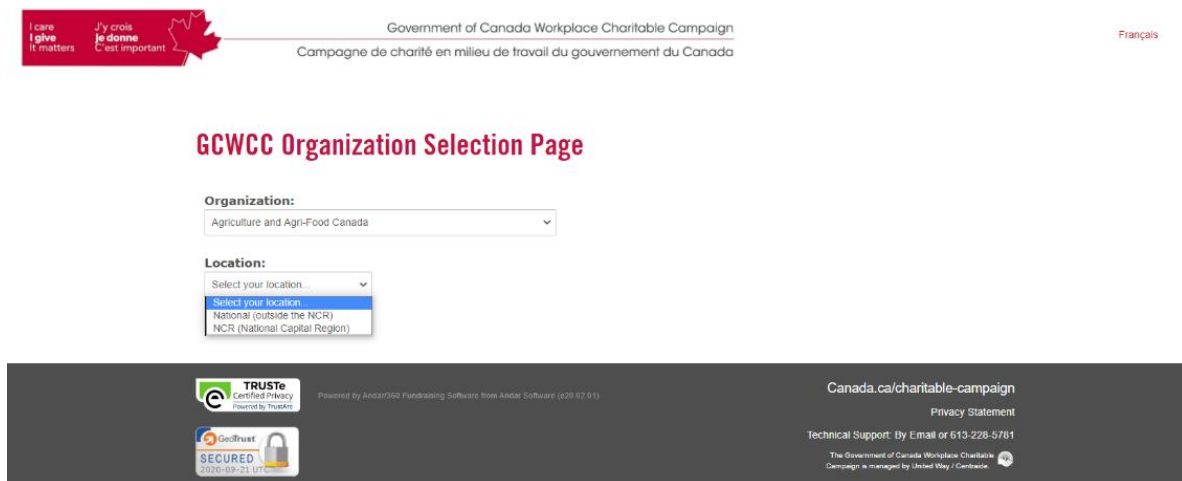 I care J'y crois
I give je donne
It matters C'est important
Government of Canada Workplace Charitable Campaign
Campagne de charité en milieu de travail du gouvernement du Canada
Français
GCWCC Organization Selection Page
Organization:
Agriculture and Agri-Food Canada
Location:
Select your location...
Select your location...
National (outside the NCR)
NCR (National Capital Region)
TRUSTe
Certified Privacy
Powered by TrustArc
Powered by Andar/360 Fundraising Software from Andar Software (e20.02.01)
GeoTrust
SECURED
2020-09-21 UTC
Canada.ca/charitable-campaign
Privacy Statement
Technical Support: By Email or 613-228-5781
The Government of Canada Workplace Charitable
Campaign is managed by United Way / Centraide.